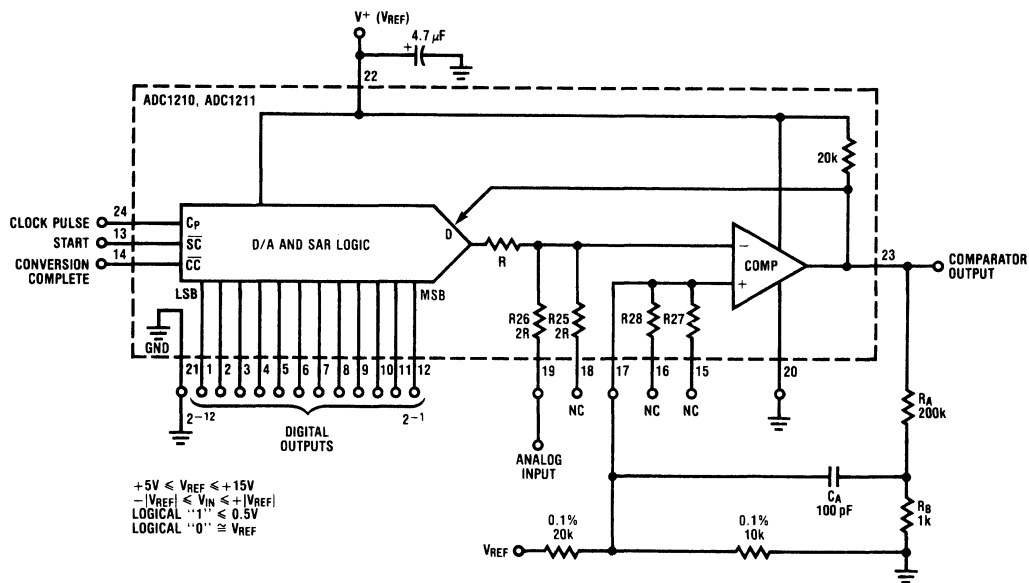 V+ (VREF)
4.7 μF
+
22
ADC1210, ADC1211
20k
CLOCK PULSE 24 CP
START 13 SC
CONVERSION COMPLETE 14 CC
D/A AND SAR LOGIC
D
R
−
COMP
+
23 COMPARATOR OUTPUT
LSB
MSB
GND
R26 2R
R25 2R
R28
R27
21 1 2 3 4 5 6 7 8 9 10 11 12
19 18 17 16 15 20
2−12
2−1
DIGITAL OUTPUTS
NC
NC
NC
ANALOG INPUT
RA 200k
CA 100 pF
RB 1k
+5V ≤ VREF ≤ +15V
−|VREF| ≤ VIN ≤ +|VREF|
LOGICAL "1" ≤ 0.5V
LOGICAL "0" ≅ VREF
VREF
0.1% 20k
0.1% 10k